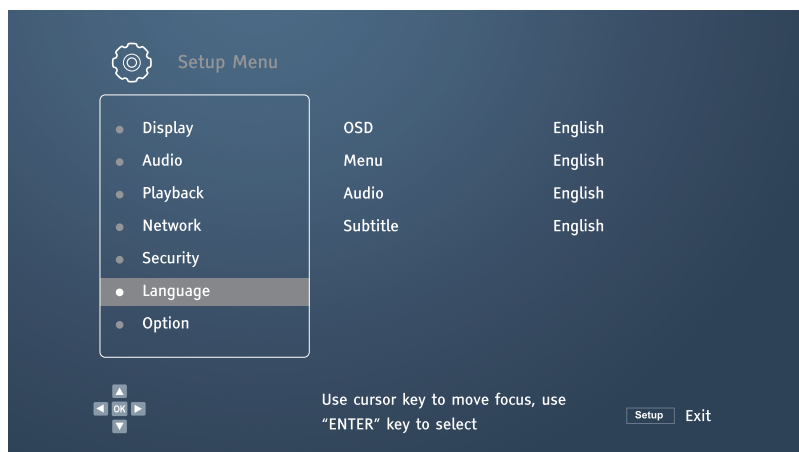 Setup Menu
Display
Audio
Playback
Network
Security
Language
Option
OSD English
Menu English
Audio English
Subtitle English
OK
Use cursor key to move focus, use
“ENTER” key to select
Setup Exit